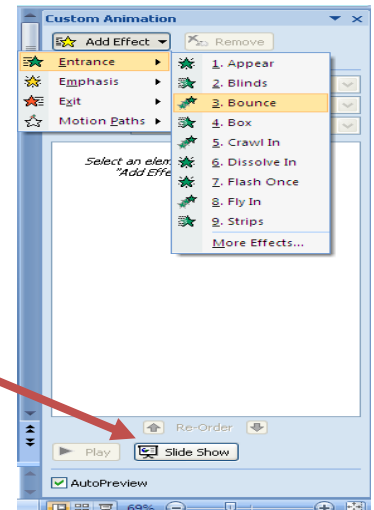 Custom Animation
Add Effect Remove
Entrance
Emphasis
Exit
Motion Paths
1. Appear
2. Blinds
3. Bounce
4. Box
5. Crawl In
6. Dissolve In
7. Flash Once
8. Fly In
9. Strips
More Effects...
Select an
"Add
Re-Order
Play Slide Show
AutoPreview
69%